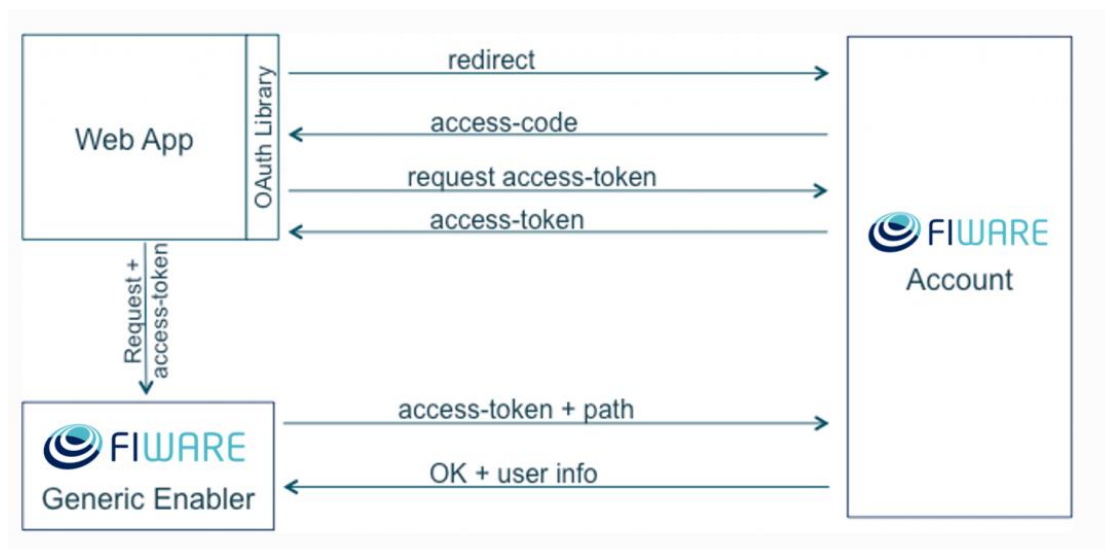 redirect
access-code
request access-token
access-token
Web App
OAuth Library
FIWARE
Account
Request +
access-token
access-token + path
OK + user info
FIWARE
Generic Enabler